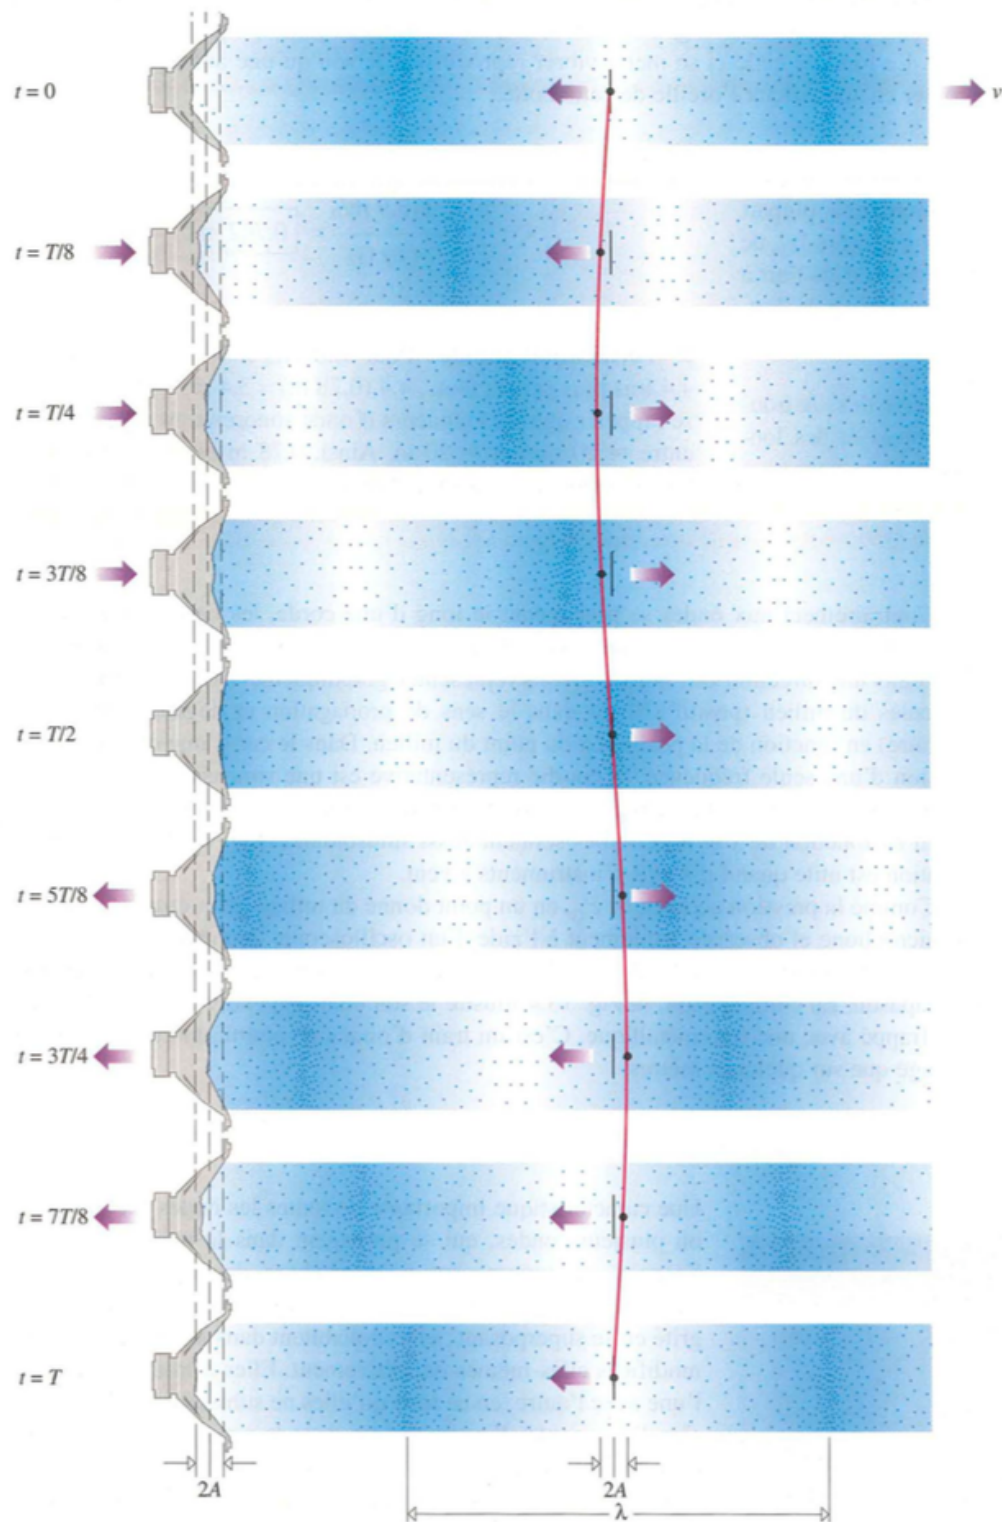 t = 0
v
t = T/8
t = T/4
t = 3T/8
t = T/2
t = 5T/8
t = 3T/4
t = 7T/8
t = T
2A
2A
λ